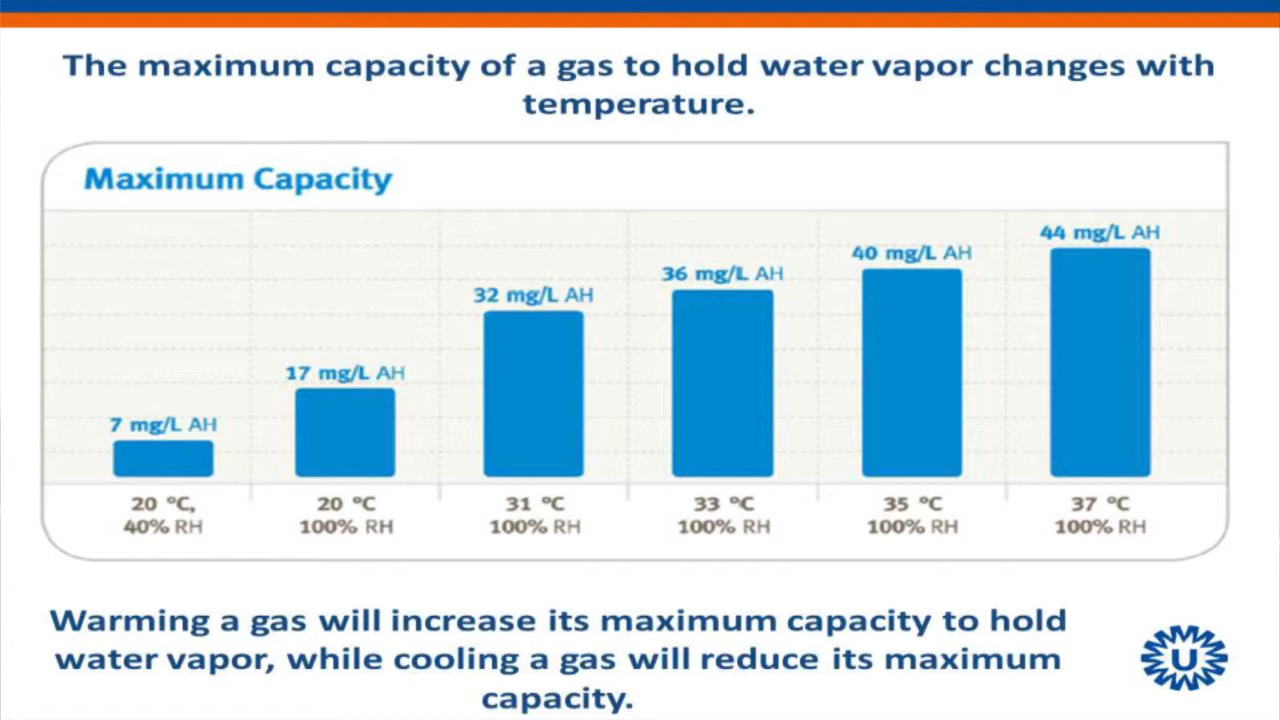 The maximum capacity of a gas to hold water vapor changes with
temperature.
Maximum Capacity
7 mg/L AH
17 mg/L AH
32 mg/L AH
36 mg/L AH
40 mg/L AH
44 mg/L AH
20 °C,
40% RH
20 °C
100% RH
31 °C
100% RH
33 °C
100% RH
35 °C
100% RH
37 °C
100% RH
Warming a gas will increase its maximum capacity to hold
water vapor, while cooling a gas will reduce its maximum
capacity.
U